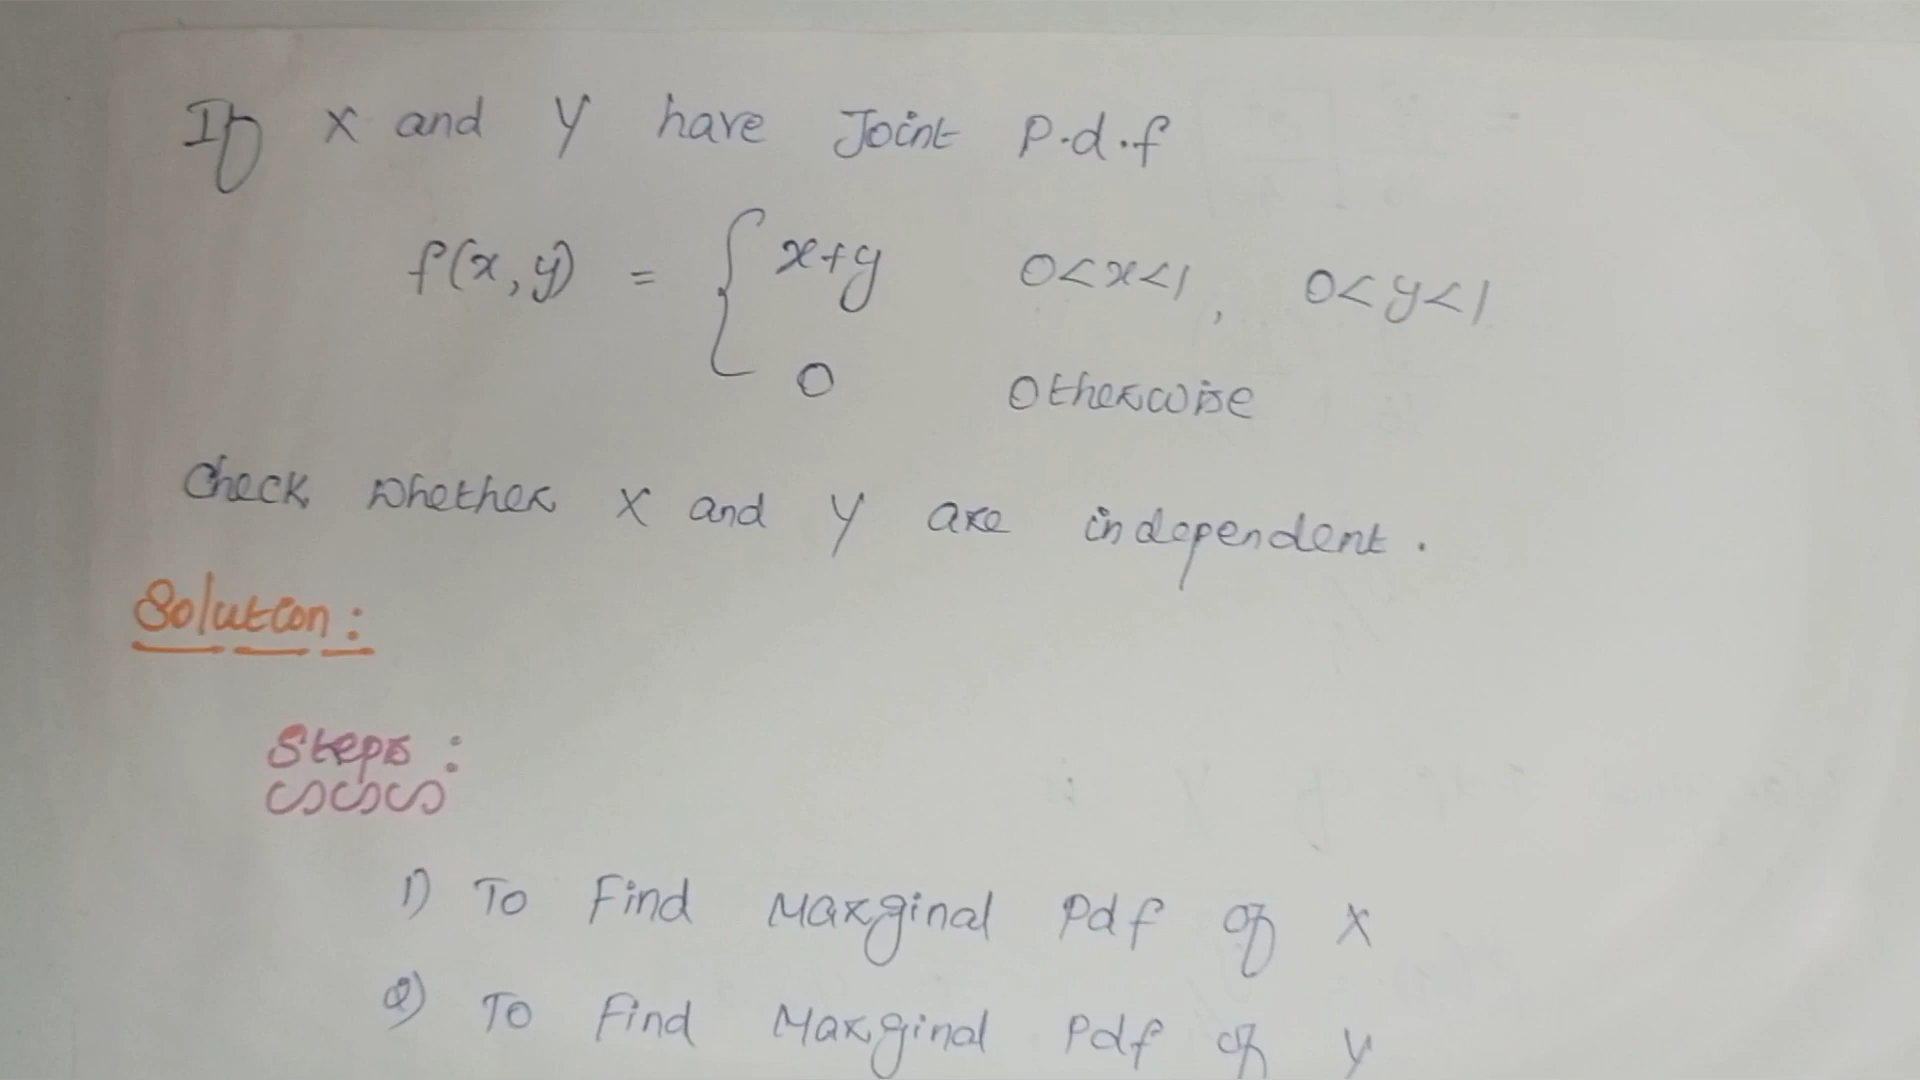 If X and Y have Joint P.d.f
f(x,y) = { x+y 0<x<1, 0<y<1
0 Otherwise
Check whether X and Y are independent.
Solution:
Steps:
1) To Find Marginal Pdf of X
2) To Find Marginal Pdf of Y